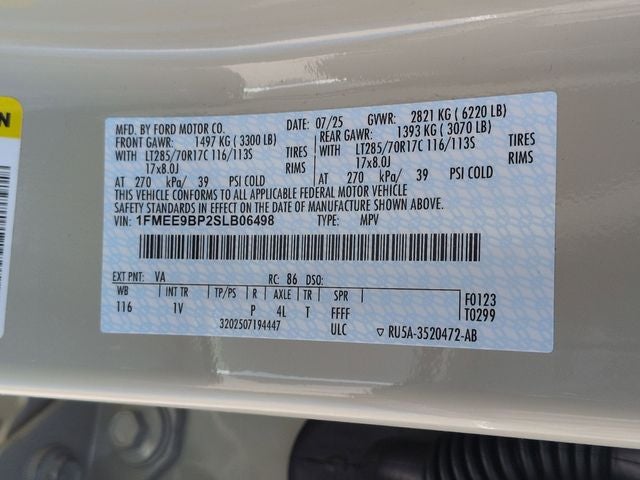 MFD. BY FORD MOTOR CO. DATE: 07/25 GVWR: 2821 KG (6220 LB)
FRONT GAWR: 1497 KG (3300 LB) REAR GAWR: 1393 KG (3070 LB)
WITH LT285/70R17C 116/113S TIRES WITH LT285/70R17C 116/113S TIRES
17x8.0J RIMS 17x8.0J RIMS
AT 270 kPa/ 39 PSI COLD AT 270 kPa/ 39 PSI COLD
THIS VEHICLE CONFORMS TO ALL APPLICABLE FEDERAL MOTOR VEHICLE
SAFETY STANDARDS IN EFFECT ON THE DATE OF MANUFACTURE SHOWN ABOVE.
VIN: 1FMEE9BP2SLB06498 TYPE: MPV
EXT PNT: VA RC: 86 DSO:
WB INT TR TP/PS R AXLE TR SPR F0123
116 1V P 4L T FFFF T0299
3202507194447 ULC RU5A-3520472-AB